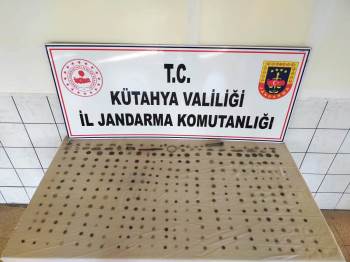 T.C.
KÜTAHYA VALİLİĞİ
İL JANDARMA KOMUTANLIĞI